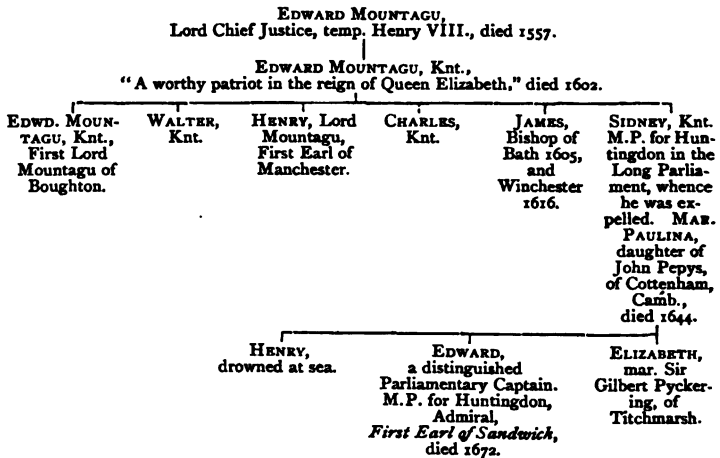 EDWARD MOUNTAGU,
Lord Chief Justice, temp. Henry VIII., died 1557.
EDWARD MOUNTAGU, Knt.,
“A worthy patriot in the reign of Queen Elizabeth,” died 1602.
EDWD. MOUN-
TAGU, Knt.,
First Lord
Mountagu of
Boughton.
WALTER,
Knt.
HENRY, Lord
Mountagu,
First Earl of
Manchester.
CHARLES,
Knt.
JAMES,
Bishop of
Bath 1605,
and
Winchester
1616.
SIDNEY, Knt.
M.P. for Hun-
tingdon in the
Long Parlia-
ment, whence
he was ex-
pelled. MAR.
PAULINA,
daughter of
John Pepys,
of Cottenham,
Camb.,
died 1644.
HENRY,
drowned at sea.
EDWARD,
a distinguished
Parliamentary Captain.
M.P. for Huntingdon,
Admiral,
First Earl of Sandwich,
died 1672.
ELIZABETH,
mar. Sir
Gilbert Pycker-
ing, of
Titchmarsh.